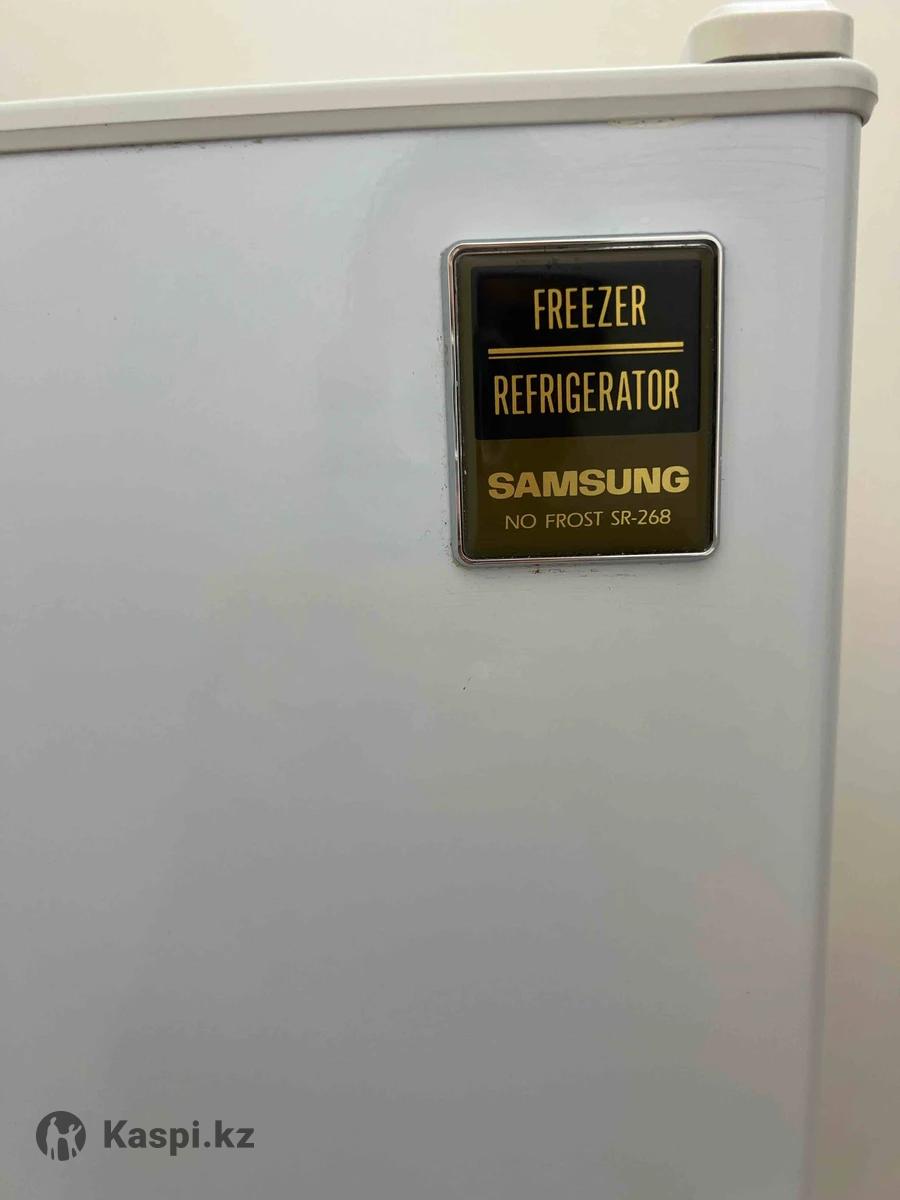 FREEZER
REFRIGERATOR
SAMSUNG
NO FROST SR-268
Kaspi.kz